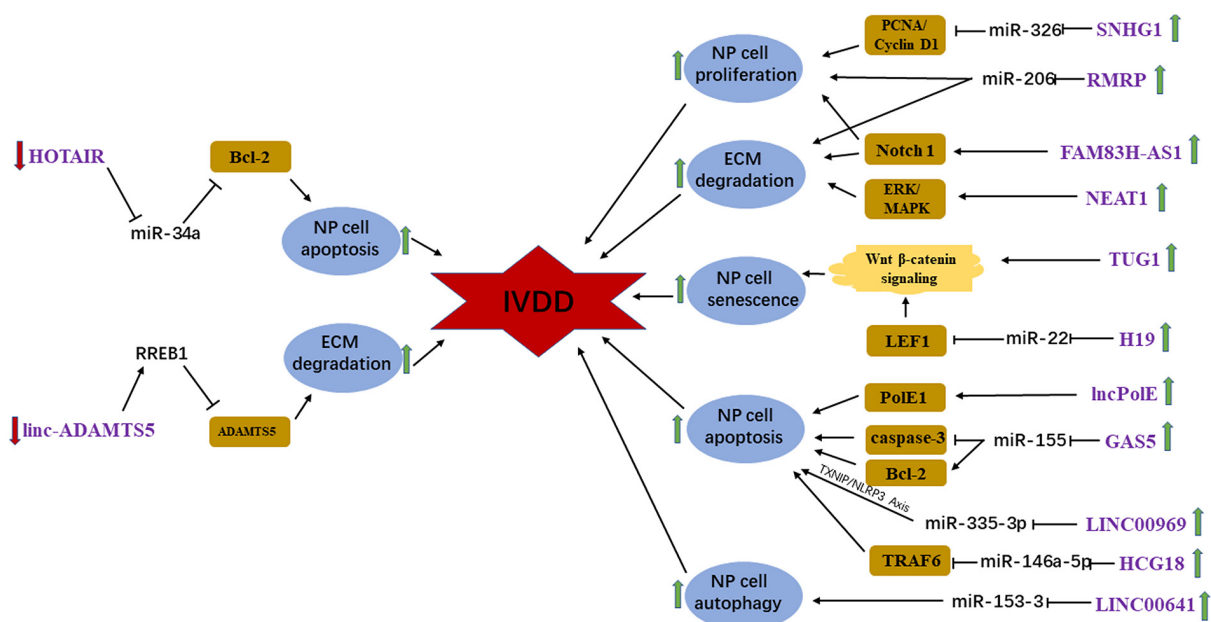 HOTAIR
miR-34a
Bcl-2
NP cell
apoptosis
linc-ADAMTS5
RREB1
ADAMTS5
ECM
degradation
IVDD
NP cell
proliferation
ECM
degradation
NP cell
senescence
NP cell
apoptosis
NP cell
autophagy
PCNA/
Cyclin D1
miR-326
SNHG1
miR-206
RMRP
Notch 1
FAM83H-AS1
ERK/
MAPK
NEAT1
Wnt β-catenin
signaling
TUG1
LEF1
miR-22
H19
PolE1
lncPolE
caspase-3
miR-155
GAS5
Bcl-2
TXNIP/NLRP3 Axis
miR-335-3p
LINC00969
TRAF6
miR-146a-5p
HCG18
miR-153-3
LINC00641